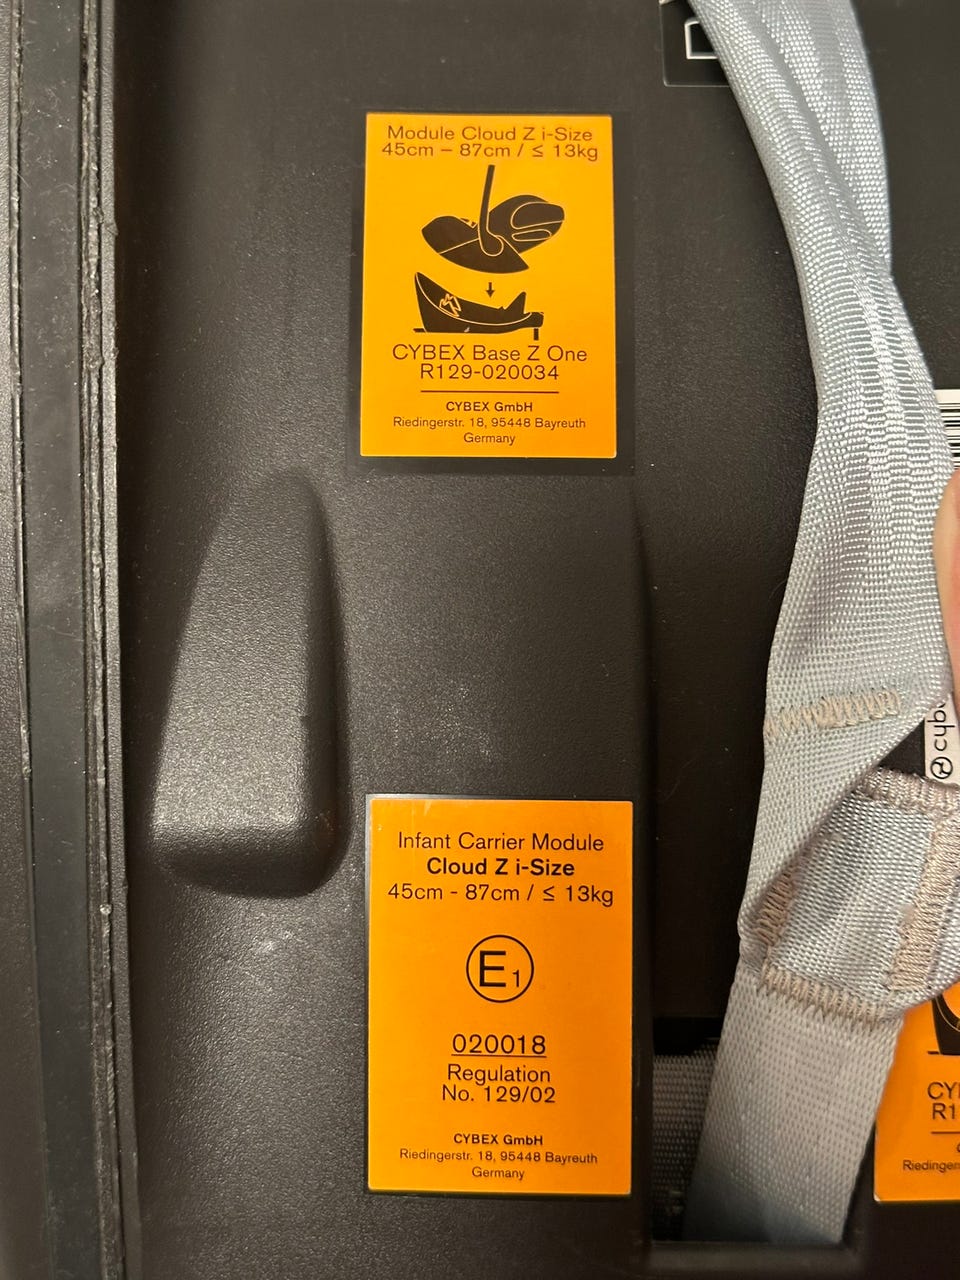 Module Cloud Z i-Size
45cm – 87cm / ≤ 13kg
CYBEX Base Z One
R129-020034
CYBEX GmbH
Riedingerstr. 18, 95448 Bayreuth
Germany
Infant Carrier Module
Cloud Z i-Size
45cm - 87cm / ≤ 13kg
E1
020018
Regulation
No. 129/02
CYBEX GmbH
Riedingerstr. 18, 95448 Bayreuth
Germany